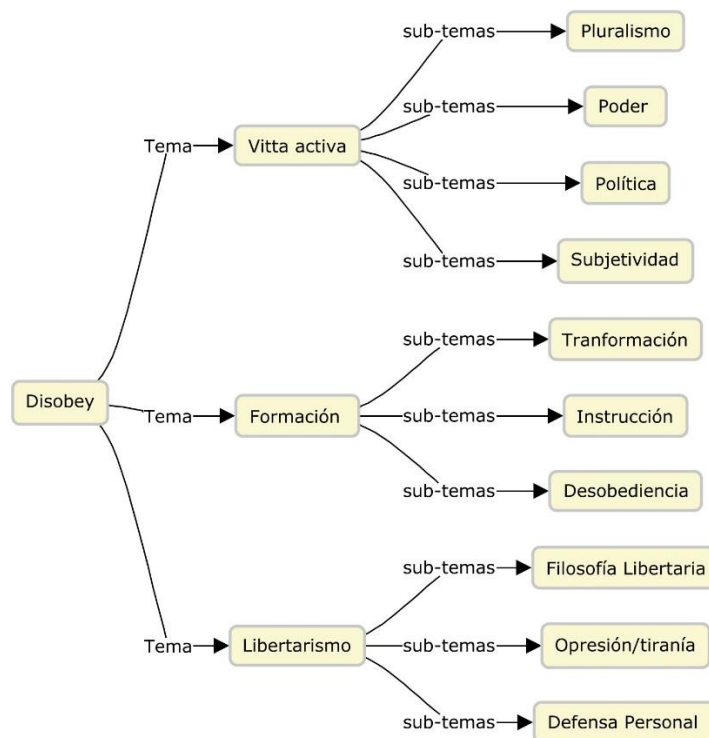 sub-temas
Pluralismo
sub-temas
Poder
Tema
Vitta activa
sub-temas
Política
sub-temas
Subjetividad
sub-temas
Tranformación
Disobey
Tema
Formación
sub-temas
Instrucción
sub-temas
Desobediencia
sub-temas
Filosofía Libertaria
Tema
Libertarismo
sub-temas
Opresión/tiranía
sub-temas
Defensa Personal